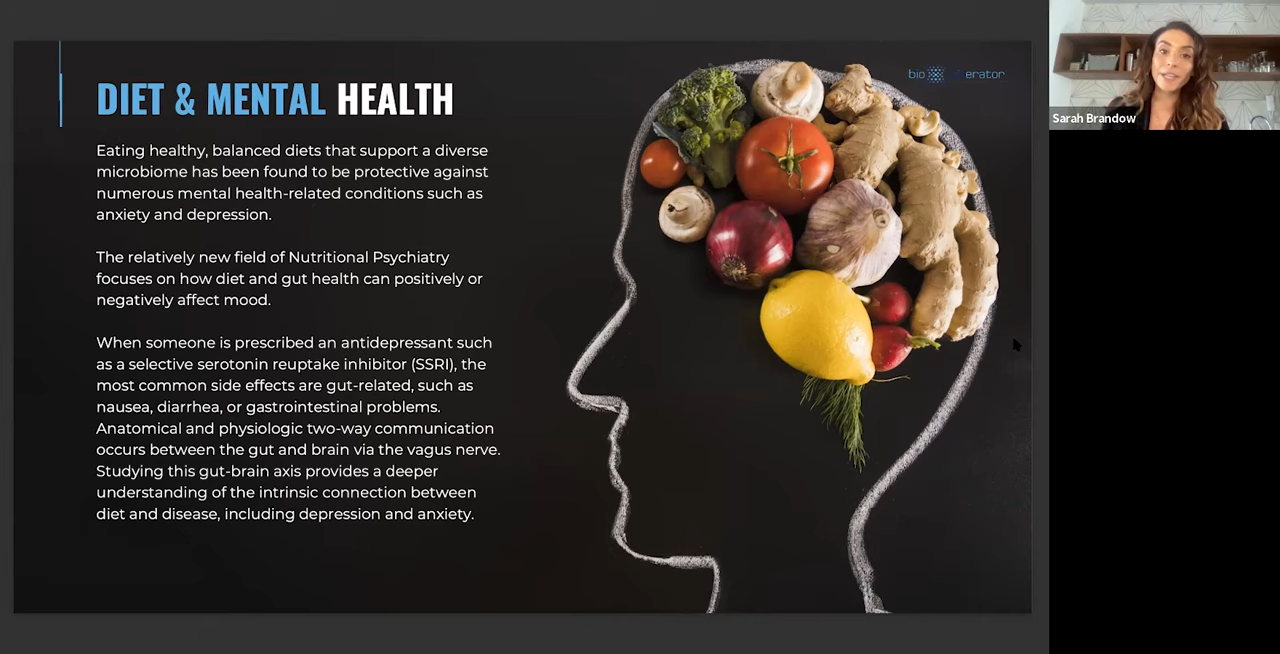 DIET & MENTAL HEALTH
Eating healthy, balanced diets that support a diverse
microbiome has been found to be protective against
numerous mental health-related conditions such as
anxiety and depression.
The relatively new field of Nutritional Psychiatry
focuses on how diet and gut health can positively or
negatively affect mood.
When someone is prescribed an antidepressant such
as a selective serotonin reuptake inhibitor (SSRI), the
most common side effects are gut-related, such as
nausea, diarrhea, or gastrointestinal problems.
Anatomical and physiologic two-way communication
occurs between the gut and brain via the vagus nerve.
Studying this gut-brain axis provides a deeper
understanding of the intrinsic connection between
diet and disease, including depression and anxiety.
bio
Sarah Brandow